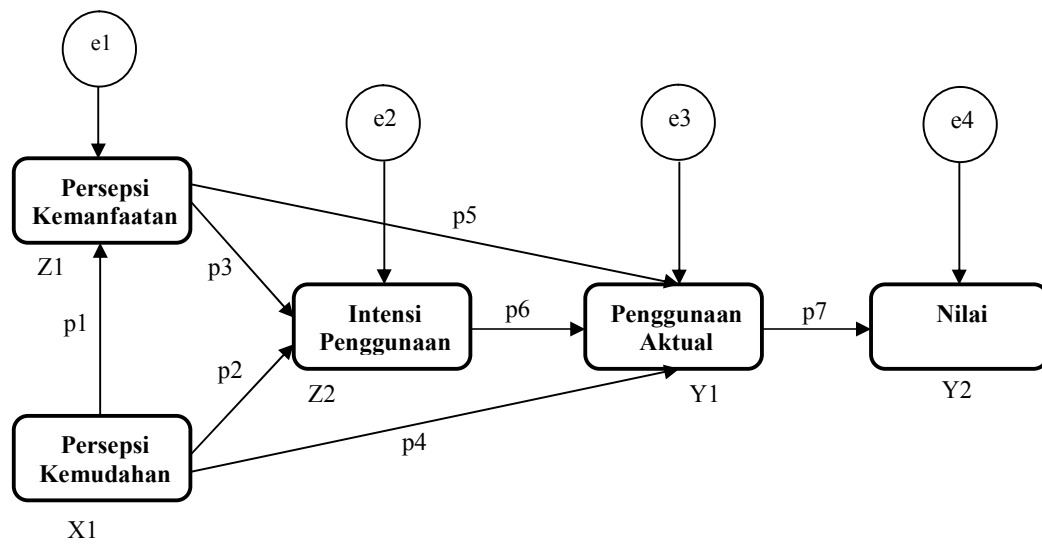 e1
e2
e3
e4
Persepsi
Kemanfaatan
Z1
p5
p3
p1
Intensi
Penggunaan
p6
Penggunaan
Aktual
p7
Nilai
p2
Z2
Y1
Y2
Persepsi
Kemudahan
p4
X1